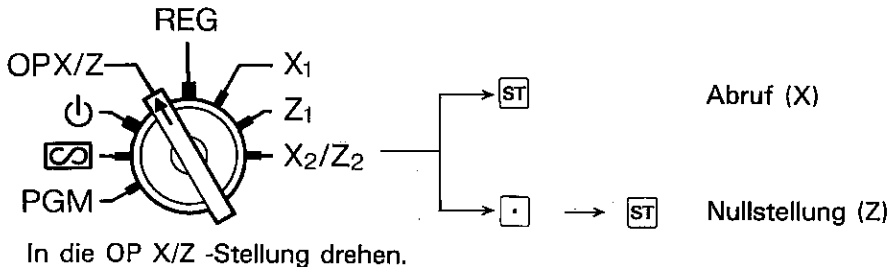 REG
OPX/Z
X1
Z1
X2/Z2
PGM
ST
Abruf (X)
ST
Nullstellung (Z)
In die OP X/Z -Stellung drehen.